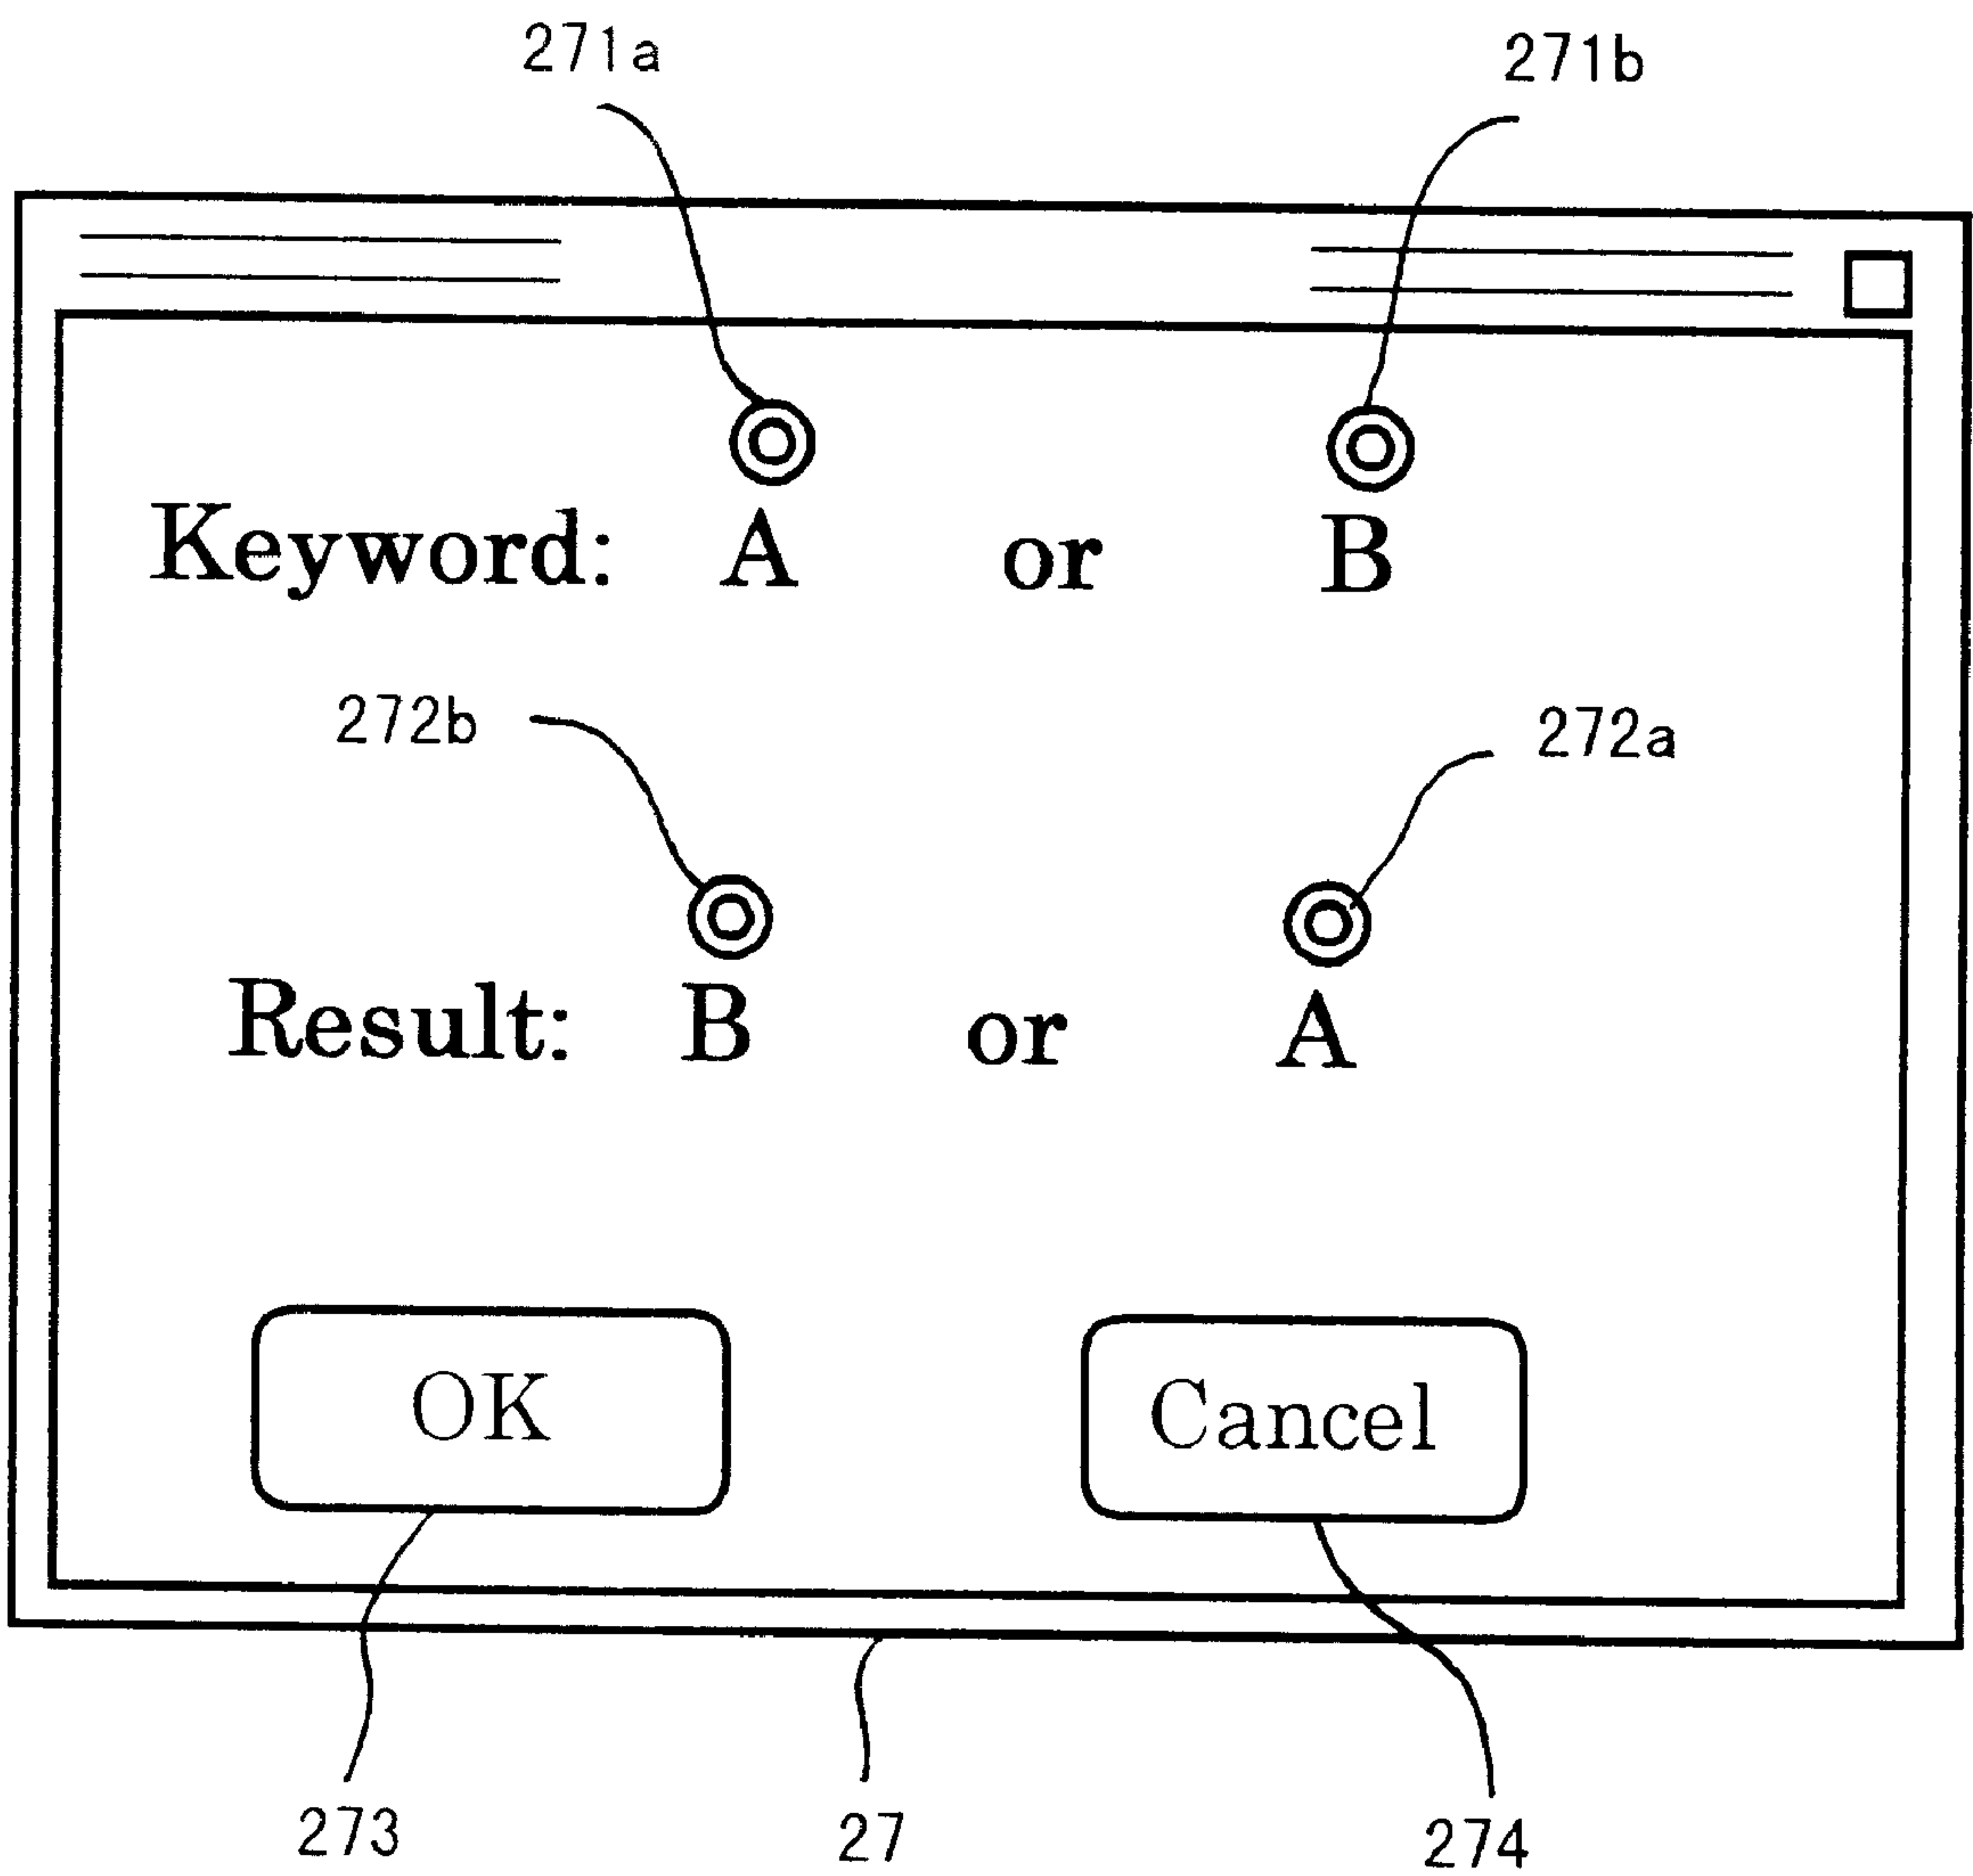 271a 271b
Keyword: A or B
272b 272a
Result: B or A
OK Cancel
273 27 274